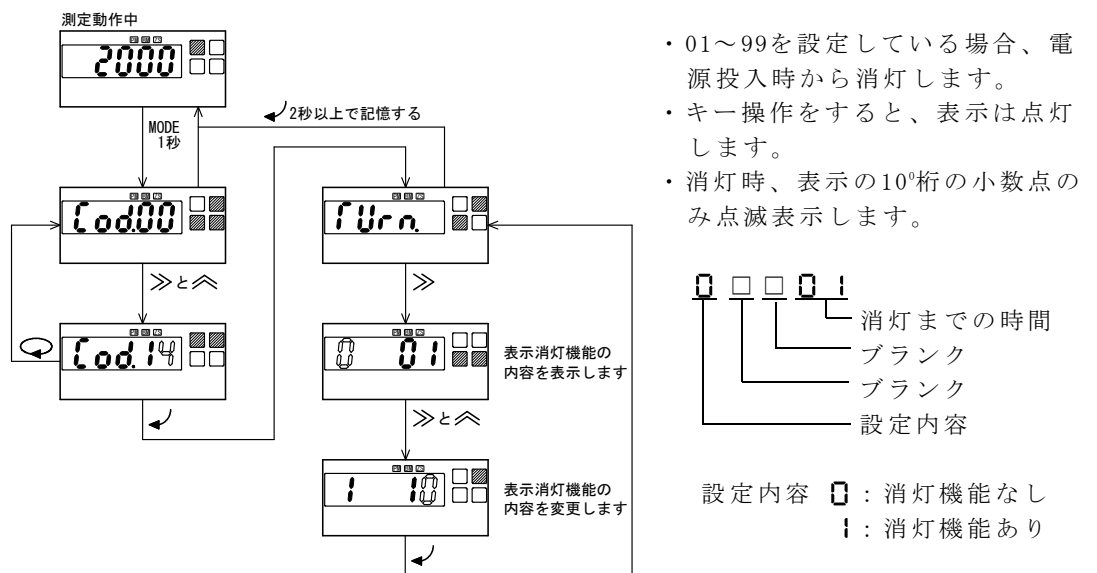 測定動作中
2000
MODE
1秒
2秒以上で記憶する
Cod.00
≫と︽
Cod.14
TUrn.
≫
0 01
表示消灯機能の
内容を表示します
≫と︽
1 10
表示消灯機能の
内容を変更します
・01～99を設定している場合、電
源投入時から消灯します。
・キー操作をすると、表示は点灯
します。
・消灯時、表示の10⁰桁の小数点の
み点滅表示します。
0 □ □ 0 1
消灯までの時間
ブランク
ブランク
設定内容
設定内容 0：消灯機能なし
1：消灯機能あり